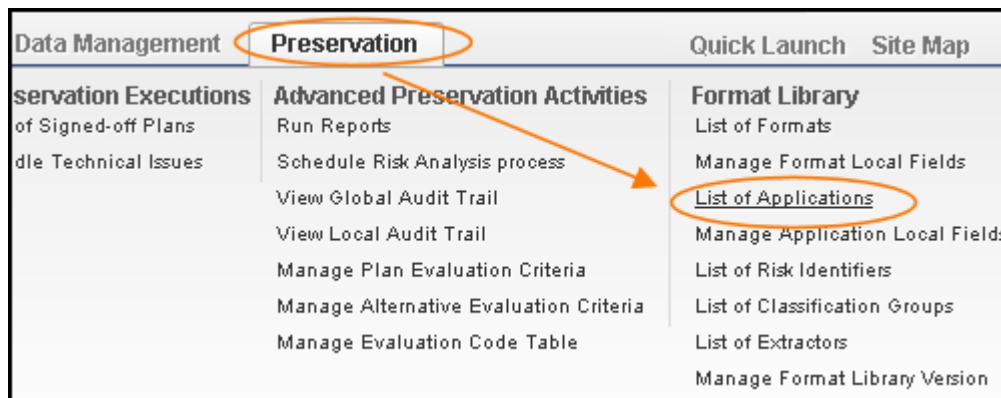 Data Management Preservation Quick Launch Site Map
servation Executions
of Signed-off Plans
dle Technical Issues
Advanced Preservation Activities
Run Reports
Schedule Risk Analysis process
View Global Audit Trail
View Local Audit Trail
Manage Plan Evaluation Criteria
Manage Alternative Evaluation Criteria
Manage Evaluation Code Table
Format Library
List of Formats
Manage Format Local Fields
List of Applications
Manage Application Local Fields
List of Risk Identifiers
List of Classification Groups
List of Extractors
Manage Format Library Version